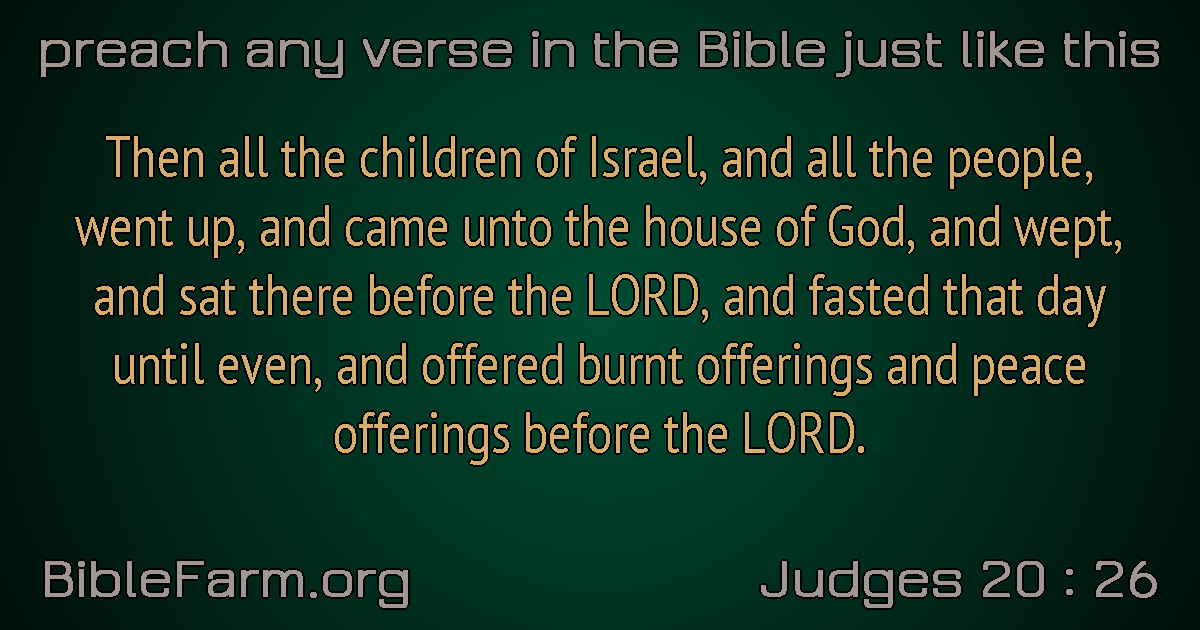 preach any verse in the Bible just like this
Then all the children of Israel, and all the people,
went up, and came unto the house of God, and wept,
and sat there before the LORD, and fasted that day
until even, and offered burnt offerings and peace
offerings before the LORD.
BibleFarm.org
Judges 20 : 26